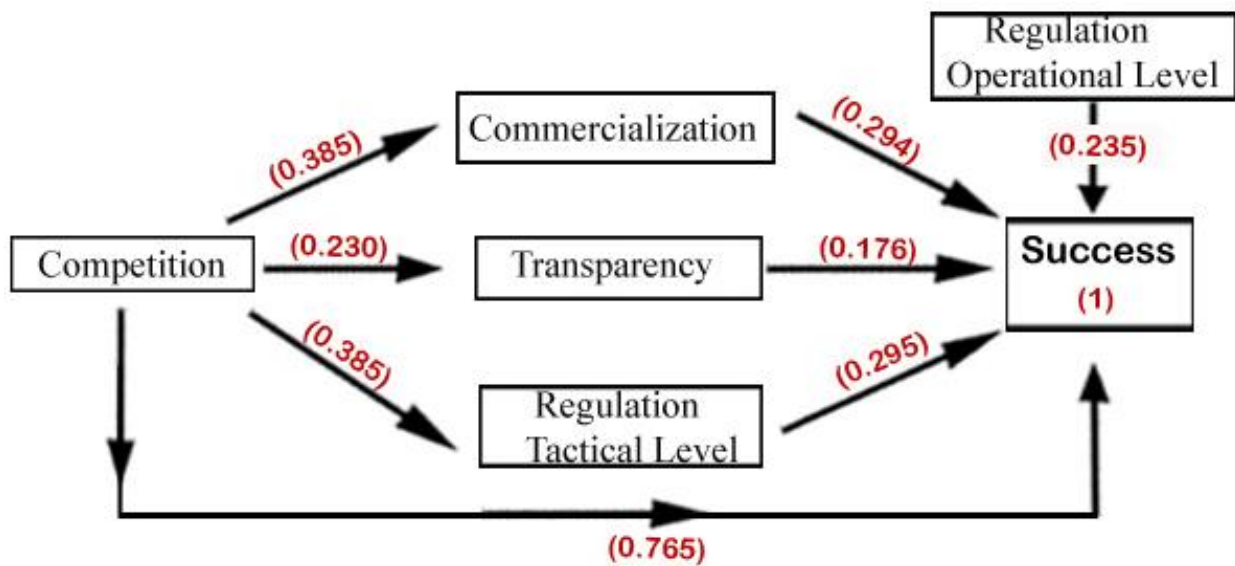 Regulation
Operational Level
(0.235)
Commercialization
(0.385)
(0.294)
Competition
(0.230)
Transparency
(0.176)
Success
(1)
(0.385)
Regulation
Tactical Level
(0.295)
(0.765)